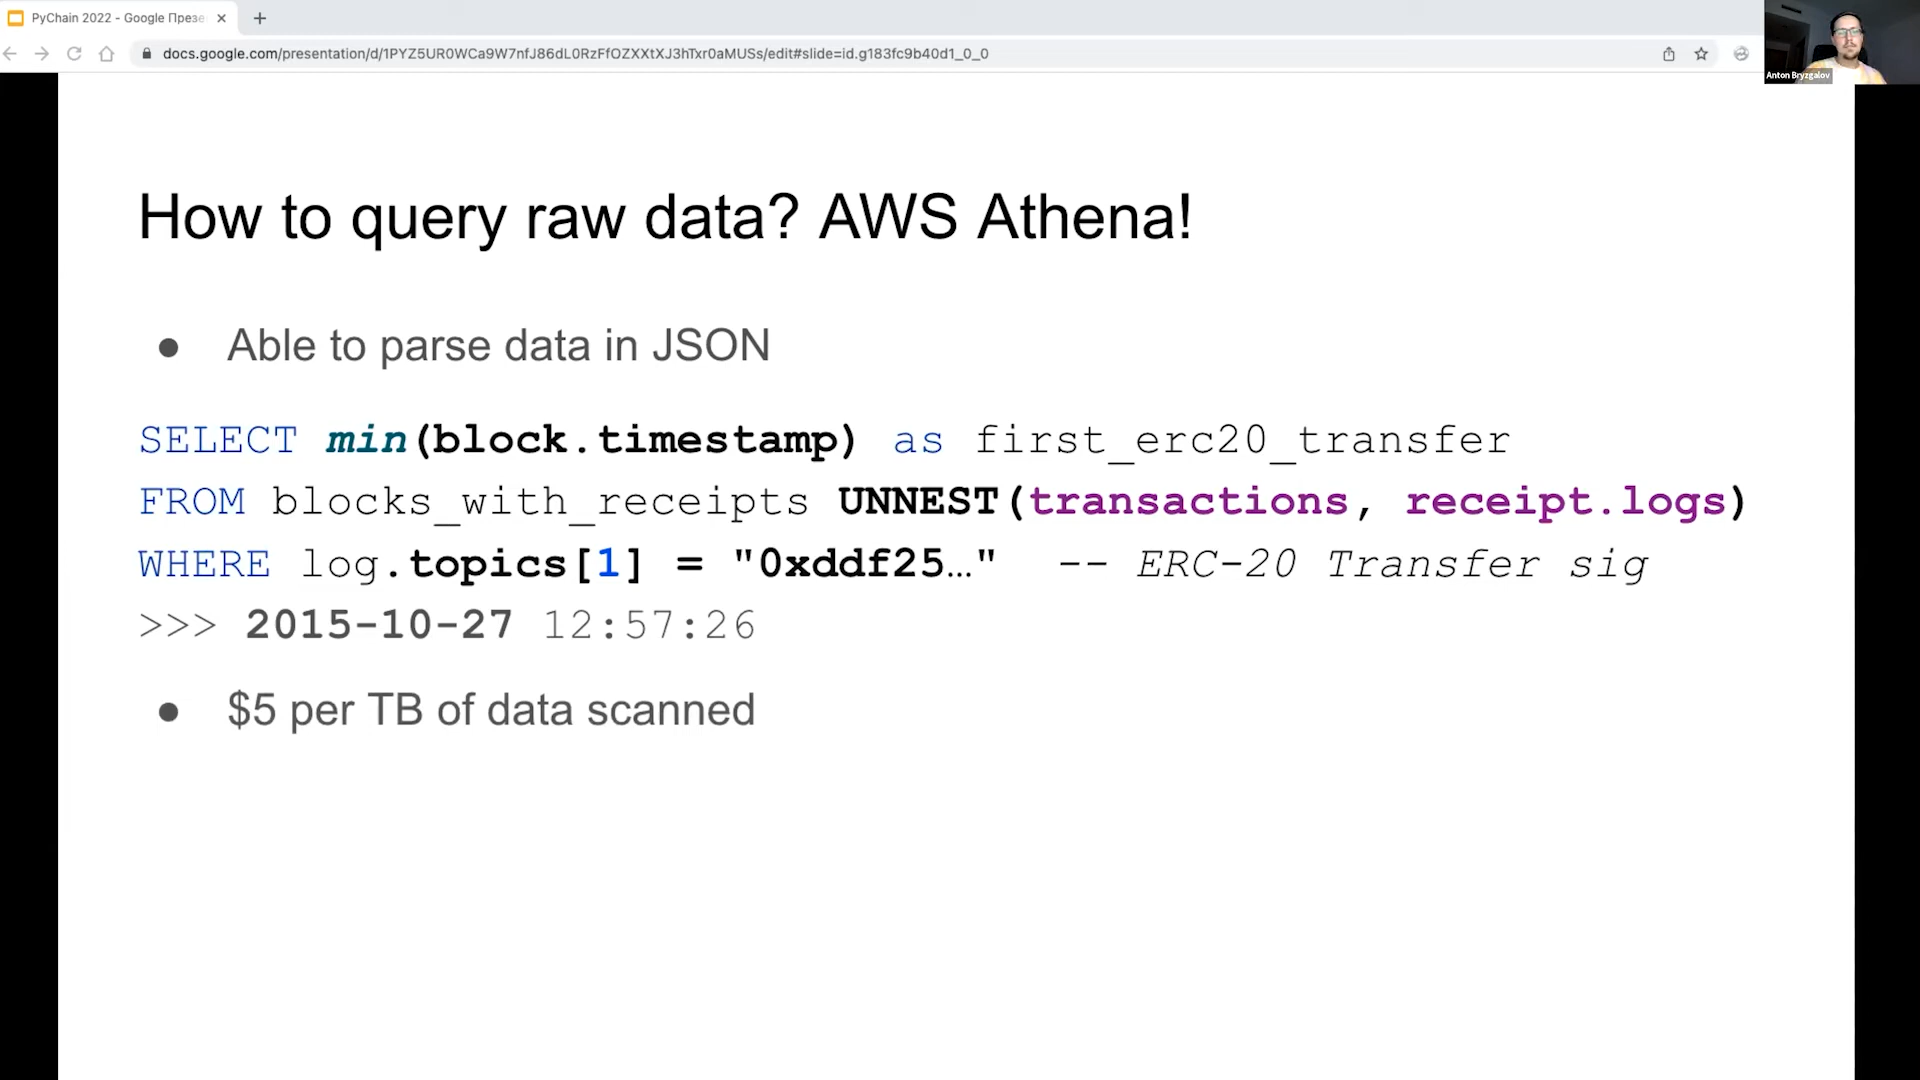 PyChain 2022 - Google Презе
docs.google.com/presentation/d/1PYZ5UR0WCa9W7nfJ86dL0RzFfOZXXtXJ3hTxr0aMUSs/edit#slide=id.g183fc9b40d1_0_0
Anton Bryzgalov
How to query raw data? AWS Athena!
● Able to parse data in JSON
SELECT min(block.timestamp) as first_erc20_transfer
FROM blocks_with_receipts UNNEST(transactions, receipt.logs)
WHERE log.topics[1] = "0xddf25…" -- ERC-20 Transfer sig
>>> 2015-10-27 12:57:26
● $5 per TB of data scanned